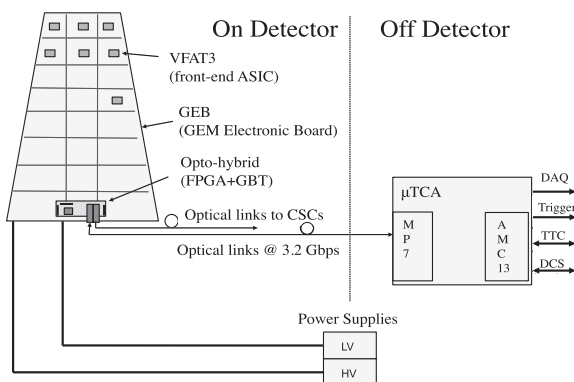 On Detector
Off Detector
VFAT3
(front-end ASIC)
GEB
(GEM Electronic Board)
Opto-hybrid
(FPGA+GBT)
Optical links to CSCs
Optical links @ 3.2 Gbps
μTCA
M
P
7
A
M
C
13
DAQ
Trigger
TTC
DCS
Power Supplies
LV
HV